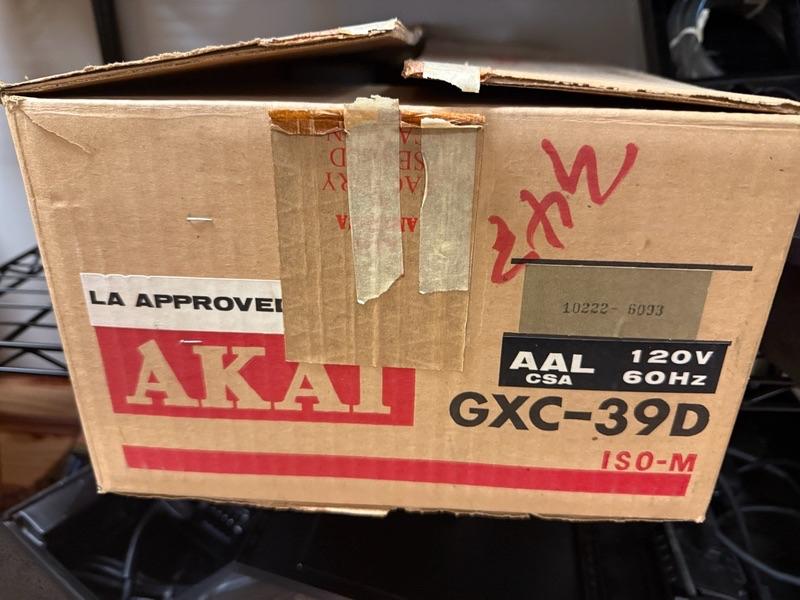 LA APPROVED
AKAI
10222- 6093
AAL 120V
CSA 60Hz
GXC-39D
ISO-M